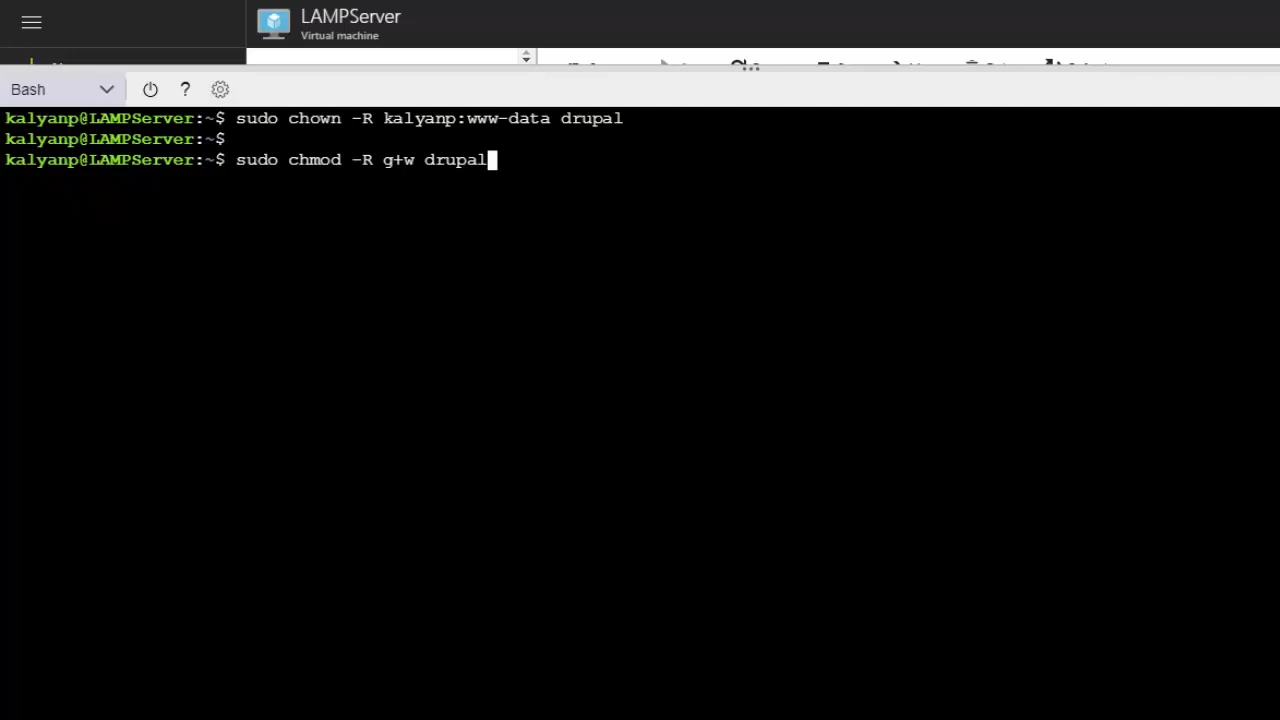 LAMPServer
Virtual machine
Bash
?
kalyanp@LAMPServer:~$ sudo chown -R kalyanp:www-data drupal
kalyanp@LAMPServer:~$
kalyanp@LAMPServer:~$ sudo chmod -R g+w drupal